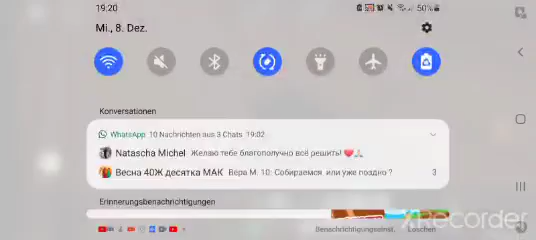 19:20
50%
Mi., 8. Dez.
Konversationen
WhatsApp 10 Nachrichten aus 3 Chats 19:02
Natascha Michel Желаю тебе благополучно всё решить!
Весна 40Ж десятка МАК Вера М. 10: Собираемся или уже поздно ? 3
Erinnerungsbenachrichtigungen
Benachrichtigungseinst. Löschen
Recorder